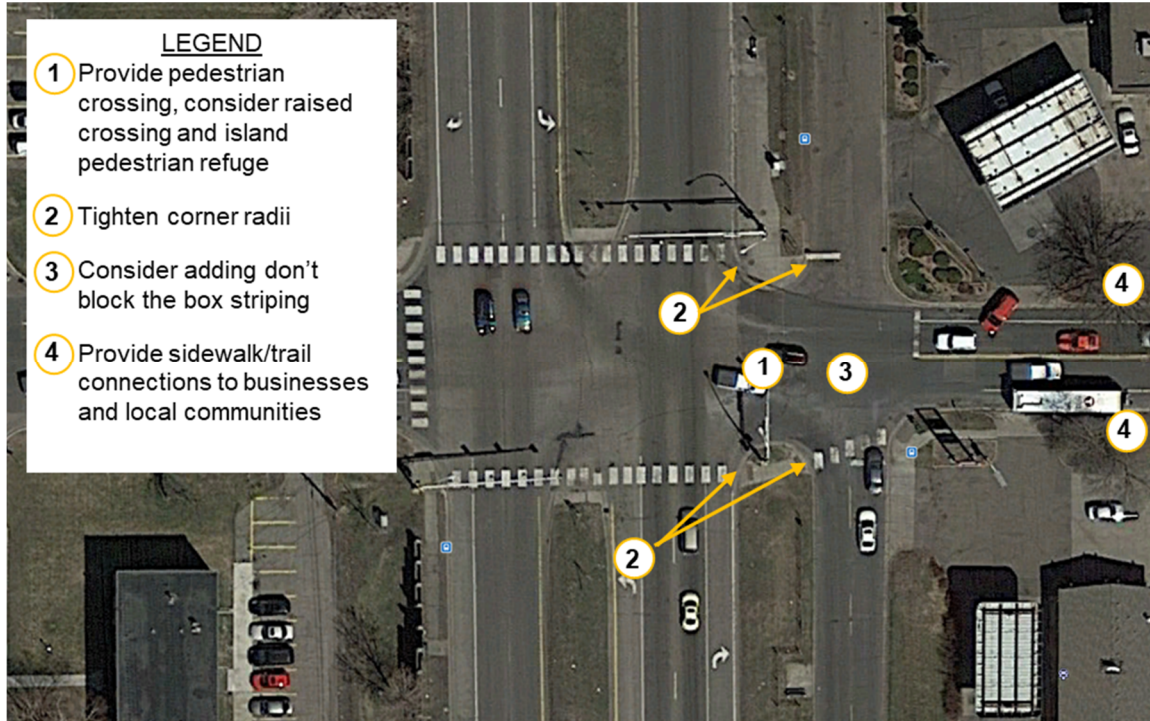 LEGEND
1 Provide pedestrian
crossing, consider raised
crossing and island
pedestrian refuge
2 Tighten corner radii
3 Consider adding don’t
block the box striping
4 Provide sidewalk/trail
connections to businesses
and local communities
4
2
1
3
4
2